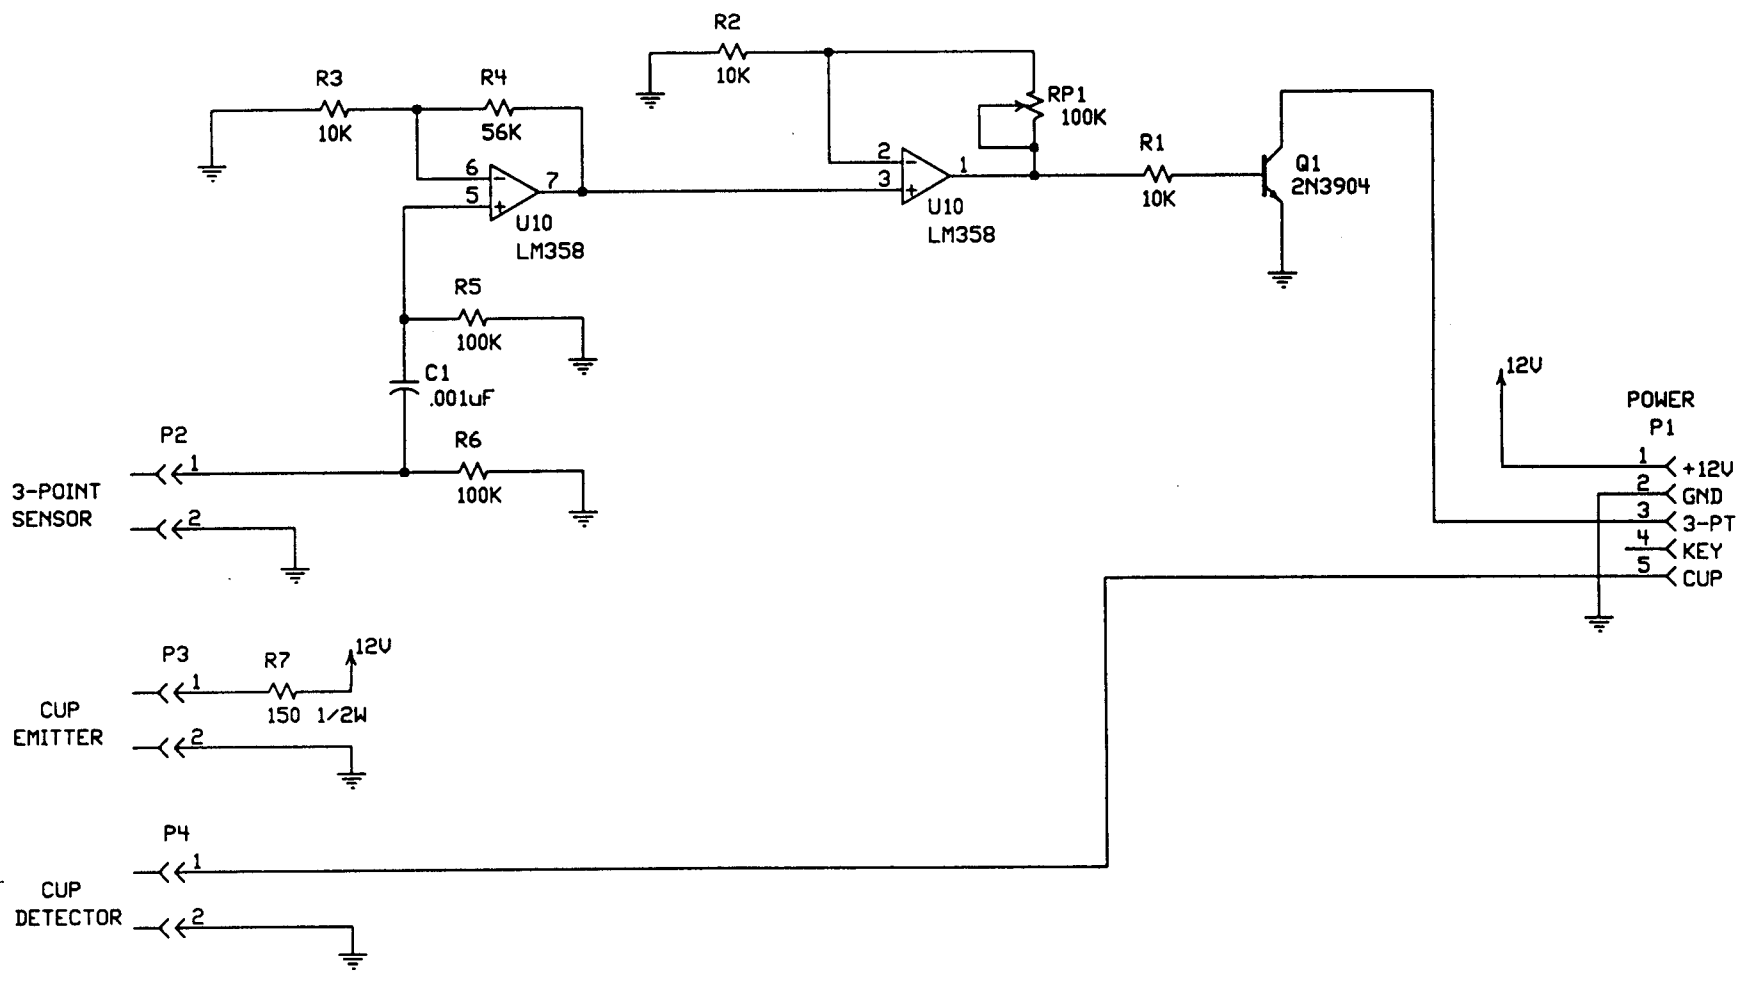 R2
10K
R3
10K
R4
56K
RP1
100K
6
5
7
U10
LM358
2
3
1
U10
LM358
R1
10K
Q1
2N3904
R5
100K
C1
.001uF
R6
100K
P2
1
2
3-POINT
SENSOR
12V
POWER
P1
1
+12V
2
GND
3
3-PT
4
KEY
5
CUP
P3
1
2
R7
150 1/2W
12V
CUP
EMITTER
P4
1
2
CUP
DETECTOR
-
+
-
+